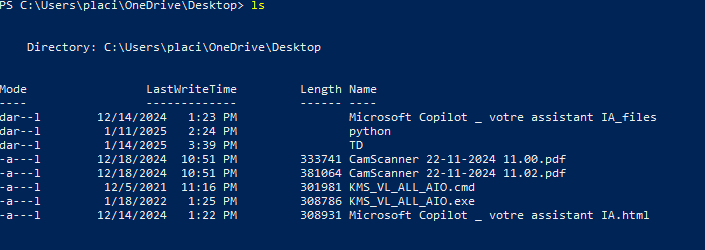 PS C:\Users\placi\OneDrive\Desktop> ls
Directory: C:\Users\placi\OneDrive\Desktop
Mode LastWriteTime Length Name
---- ------------- ------ ----
dar--l 12/14/2024 1:23 PM Microsoft Copilot _ votre assistant IA_files
dar--l 1/11/2025 2:24 PM python
dar--l 1/14/2025 3:39 PM TD
-a---l 12/18/2024 10:51 PM 333741 CamScanner 22-11-2024 11.00.pdf
-a---l 12/18/2024 10:51 PM 381064 CamScanner 22-11-2024 11.02.pdf
-a---l 12/5/2021 11:16 PM 301981 KMS_VL_ALL_AIO.cmd
-a---l 1/18/2022 1:25 PM 308786 KMS_VL_ALL_AIO.exe
-a---l 12/14/2024 1:22 PM 308931 Microsoft Copilot _ votre assistant IA.html